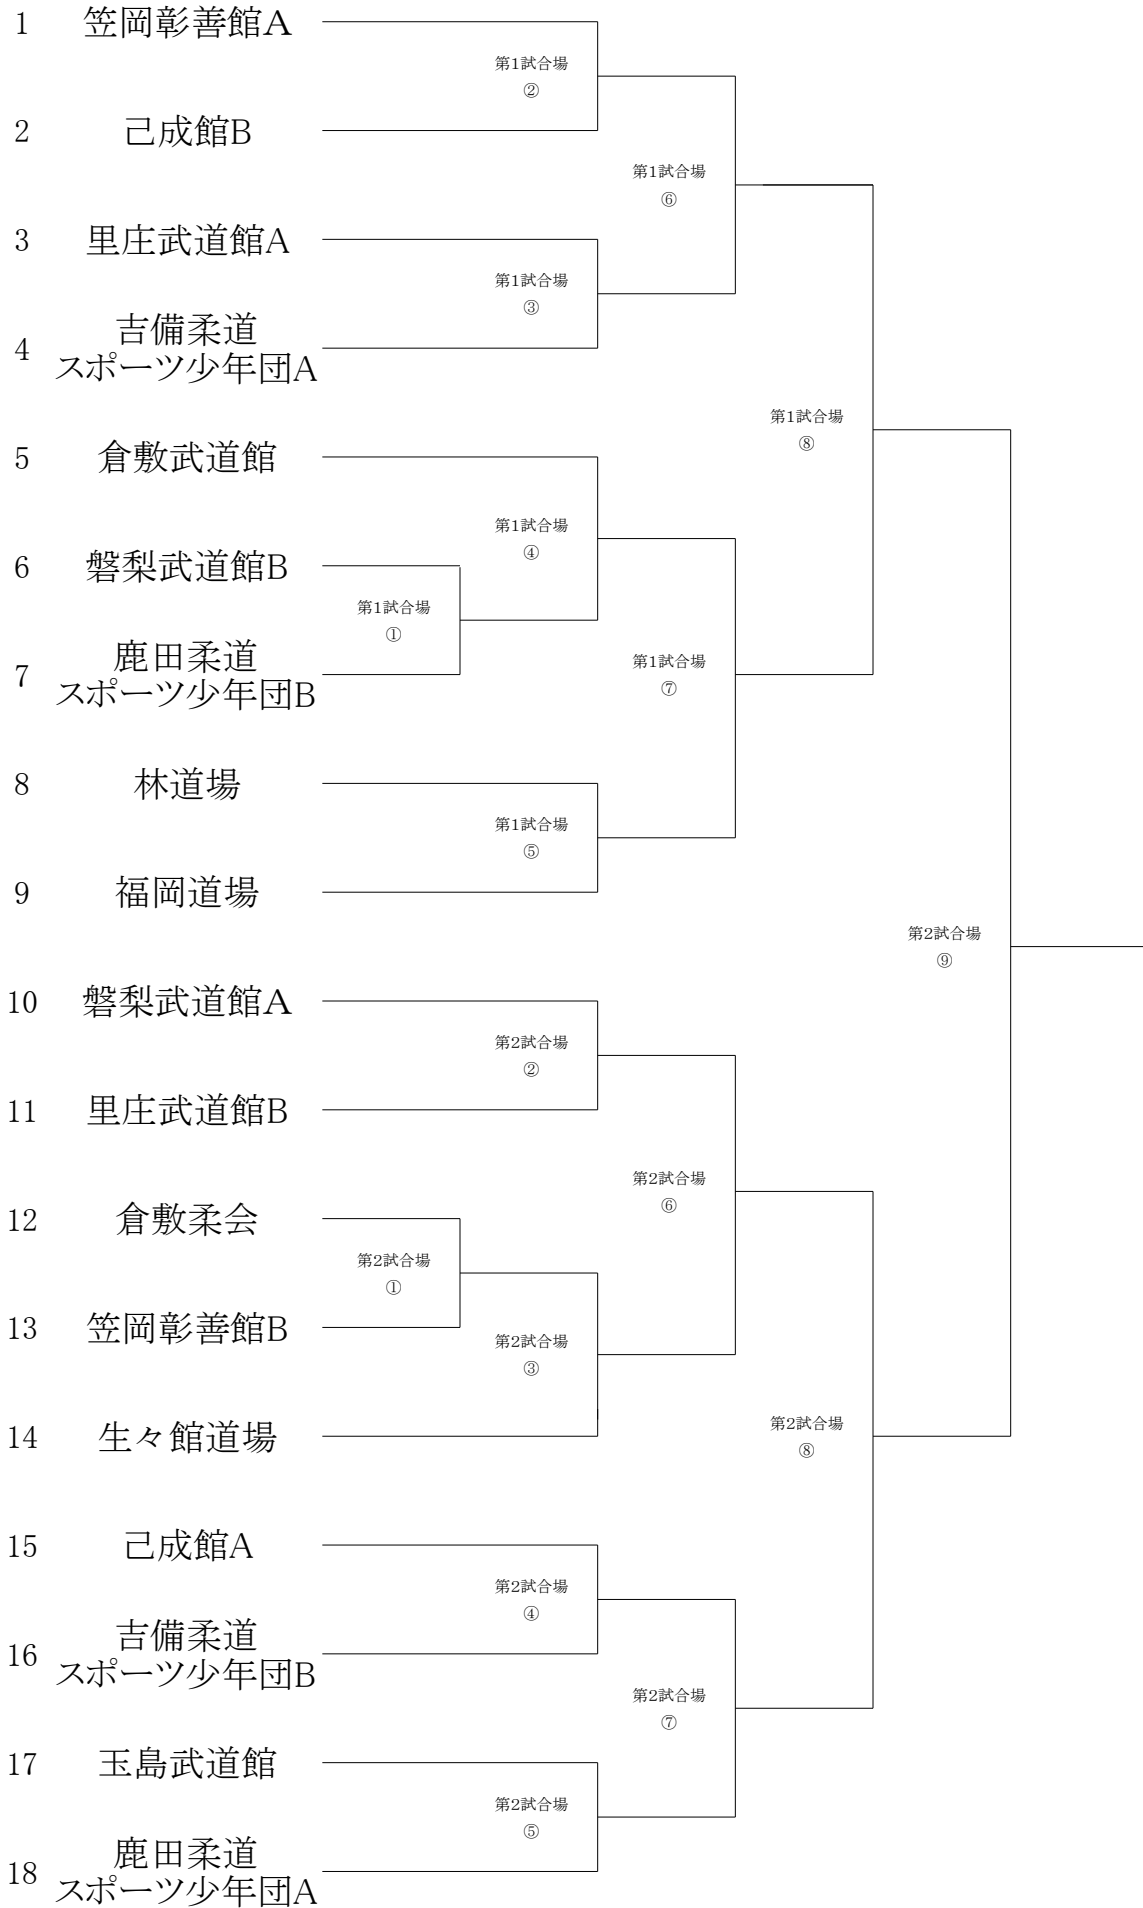 1 笠岡彰善館A
第1試合場
②
2 己成館B
第1試合場
⑥
3 里庄武道館A
第1試合場
③
4 吉備柔道
スポーツ少年団A
第1試合場
⑧
5 倉敷武道館
第1試合場
④
6 磐梨武道館B
第1試合場
①
7 鹿田柔道
スポーツ少年団B
第1試合場
⑦
8 林道場
第1試合場
⑤
9 福岡道場
第2試合場
⑨
10 磐梨武道館A
第2試合場
②
11 里庄武道館B
第2試合場
⑥
12 倉敷柔会
第2試合場
①
13 笠岡彰善館B
第2試合場
③
14 生々館道場
第2試合場
⑧
15 己成館A
第2試合場
④
16 吉備柔道
スポーツ少年団B
第2試合場
⑦
17 玉島武道館
第2試合場
⑤
18 鹿田柔道
スポーツ少年団A